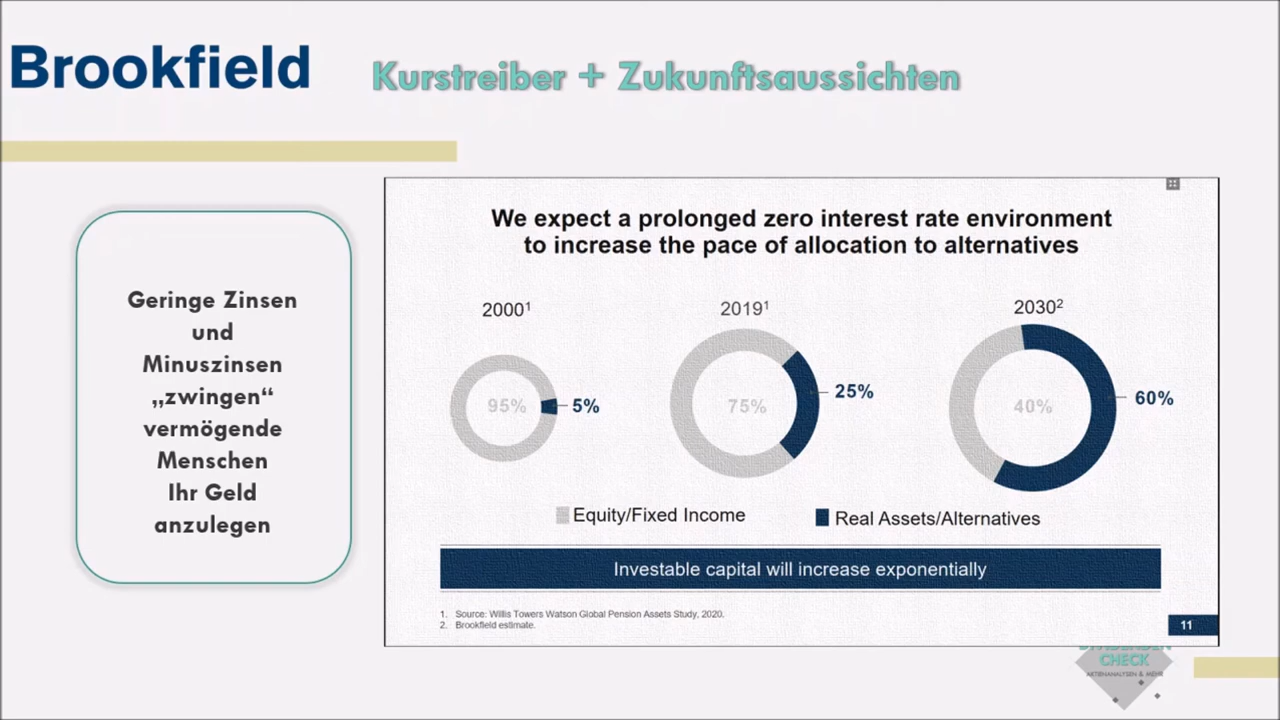 Brookfield
Kurstreiber + Zukunftsaussichten
Geringe Zinsen
und
Minuszinsen
„zwingen“
vermögende
Menschen
Ihr Geld
anzulegen
We expect a prolonged zero interest rate environment
to increase the pace of allocation to alternatives
2000¹
2019¹
2030²
95%
5%
75%
25%
40%
60%
Equity/Fixed Income
Real Assets/Alternatives
Investable capital will increase exponentially
1. Source: Willis Towers Watson Global Pension Assets Study, 2020.
2. Brookfield estimate.
11
CHECK
AKTIENANALYSEN & MEHR